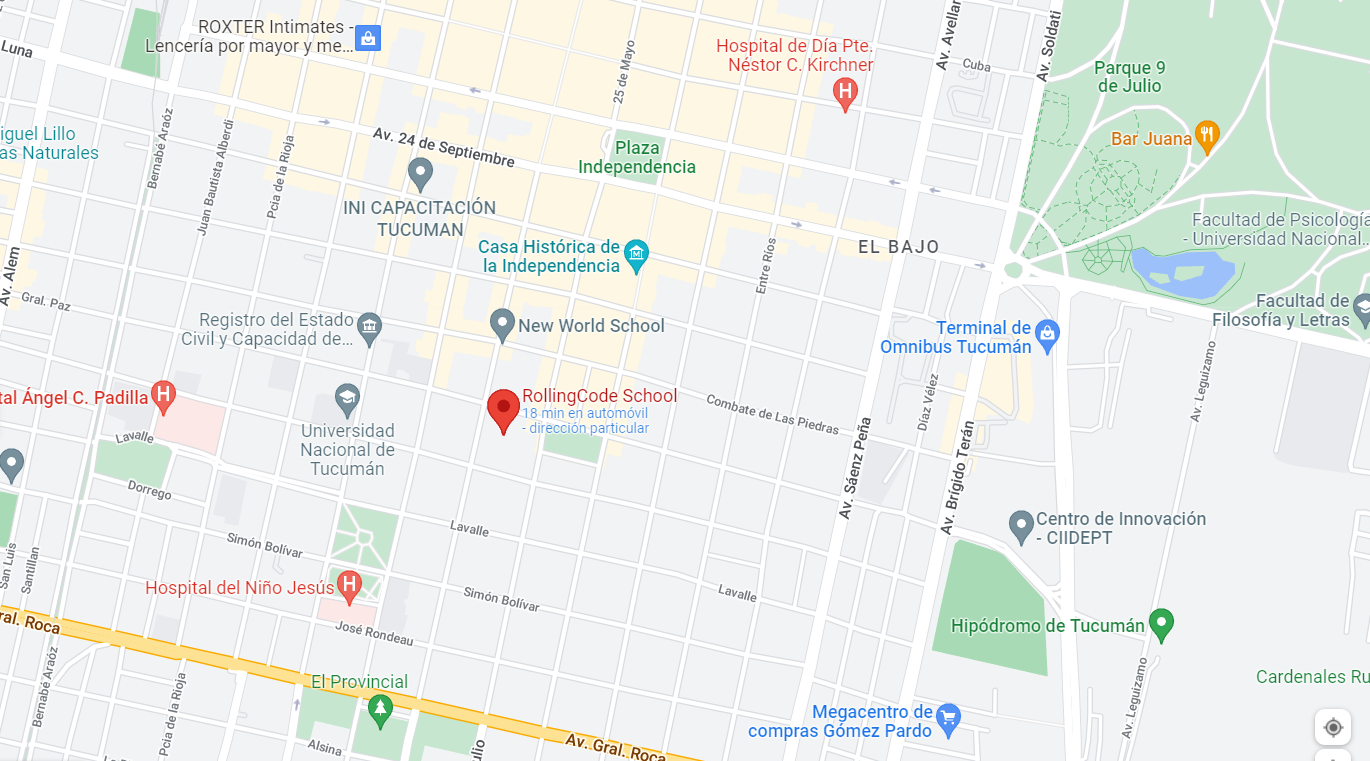 ROXTER Intimates -
Lencería por mayor y me...
Luna
25 de Mayo
Hospital de Día Pte.
Néstor C. Kirchner
Av. Avellan
Cuba
Av. Soldati
Parque 9
de Julio
Bar Juana
iguel Lillo
as Naturales
Bernabé Araóz
Juan Bautista Alberdi
Pcia de la Rioja
Av. 24 de Septiembre
Plaza
Independencia
INI CAPACITACIÓN
TUCUMAN
Casa Histórica de
la Independencia
Entre Ríos
EL BAJO
Facultad de Psicología
- Universidad Nacional...
Av. Alem
Gral. Paz
Registro del Estado
Civil y Capacidad de...
New World School
Terminal de
Omnibus Tucumán
Facultad de
Filosofía y Letras
Av. Leguizamo
tal Ángel C. Padilla
RollingCode School
18 min en automóvil
- dirección particular
Combate de Las Piedras
Díaz Vélez
Universidad
Nacional de
Tucumán
Lavalle
Av. Sáenz Peña
Av. Brígido Terán
Dorrego
Lavalle
Centro de Innovación
- CIIDEPT
Simón Bolívar
San Luis
Santillan
Hospital del Niño Jesús
Simón Bolívar
Lavalle
ral. Roca
José Rondeau
Hipódromo de Tucumán
Bernabé Araóz
Pcia de la Rioja
El Provincial
Av. Leguizamo
Cardenales Ru
Megacentro de
compras Gómez Pardo
Alsina
ulio
Av. Gral. Roca